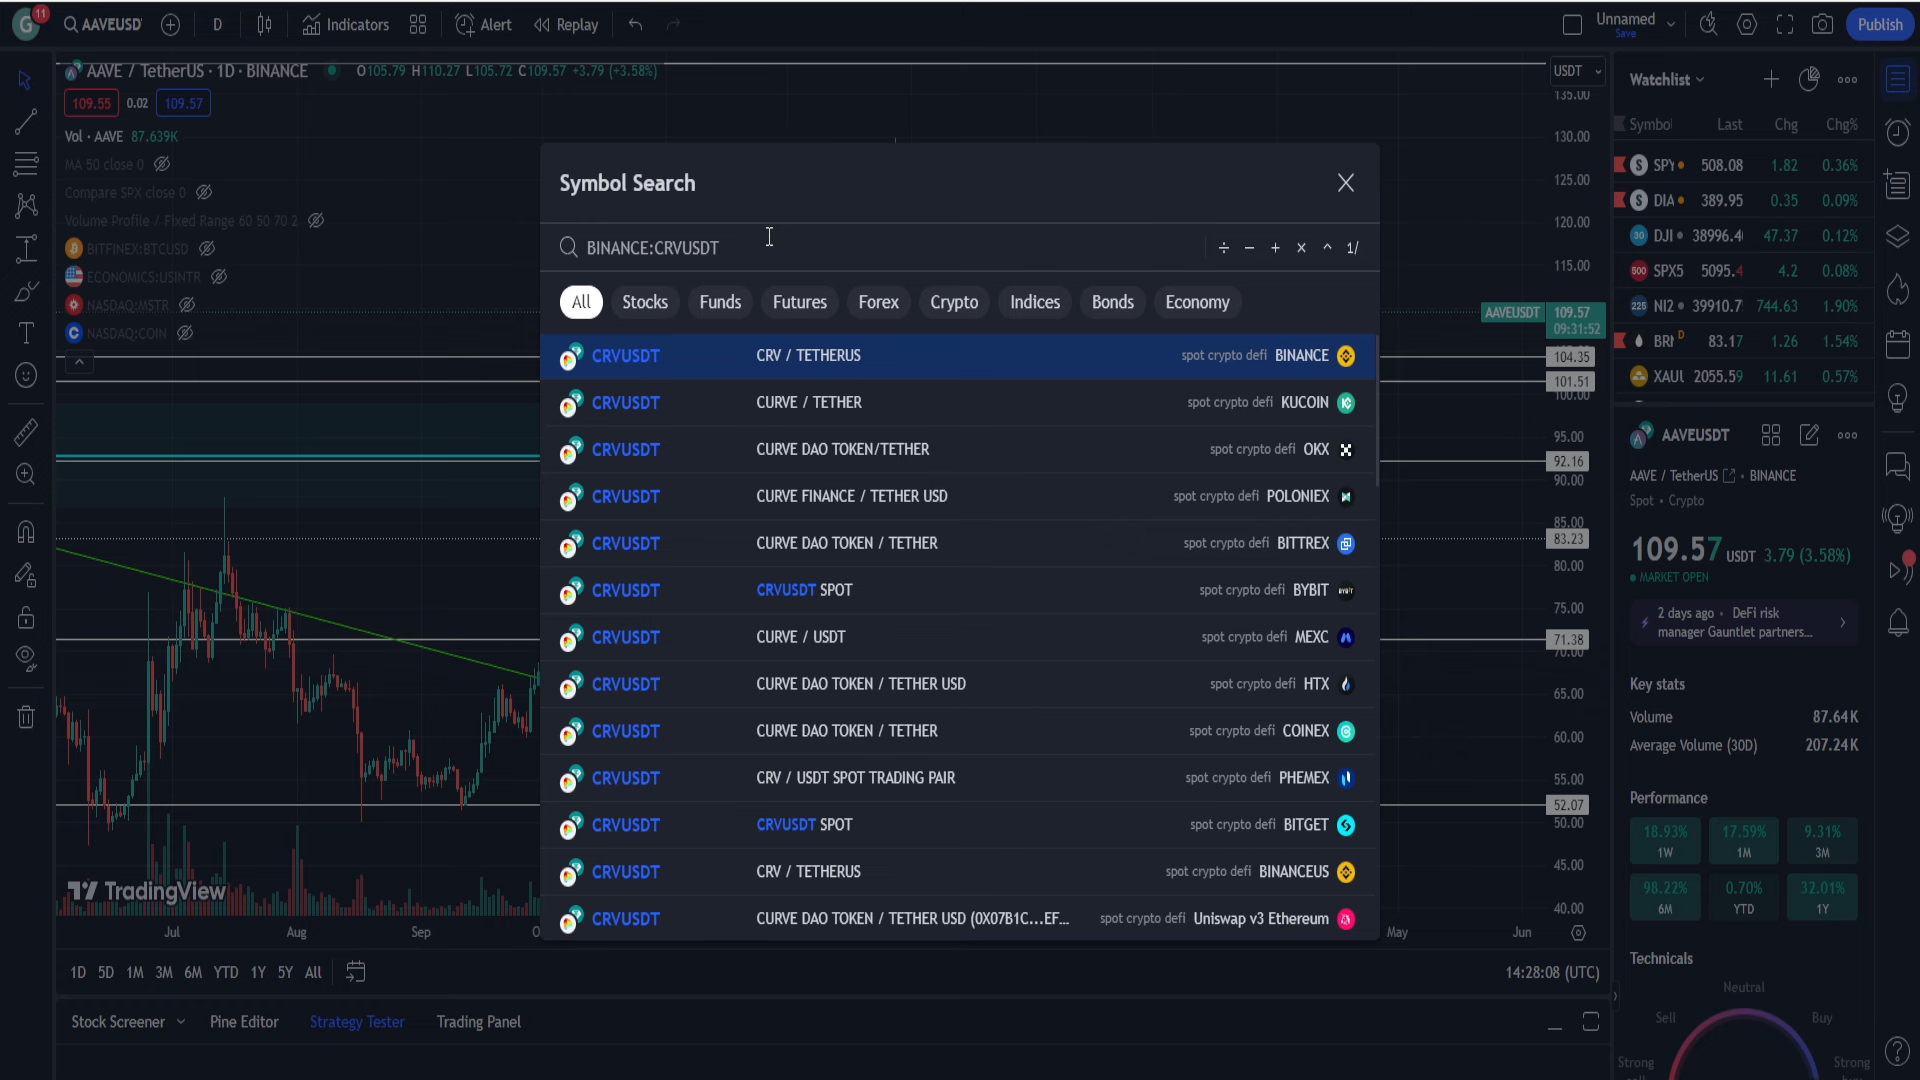 G 11 AAVEUSD D Indicators Alert Replay Unnamed Save Publish
AAVE / TetherUS · 1D · BINANCE O105.79 H110.27 L105.72 C109.57 +3.79 (+3.58%)
109.55 0.02 109.57
Vol · AAVE 87.639K
MA 50 close 0
Compare SPX close 0
Volume Profile / Fixed Range 60 50 70 2
BITFINEX:BTCUSD
ECONOMICS:USINTR
NASDAQ:MSTR
NASDAQ:COIN
TradingView
Jul Aug Sep May Jun
1D 5D 1M 3M 6M YTD 1Y 5Y All
14:28:08 (UTC)
Stock Screener Pine Editor Strategy Tester Trading Panel
Symbol Search
BINANCE:CRVUSDT ÷ − + × ^ 1/
All Stocks Funds Futures Forex Crypto Indices Bonds Economy
CRVUSDT CRV / TETHERUS spot crypto defi BINANCE
CRVUSDT CURVE / TETHER spot crypto defi KUCOIN
CRVUSDT CURVE DAO TOKEN/TETHER spot crypto defi OKX
CRVUSDT CURVE FINANCE / TETHER USD spot crypto defi POLONIEX
CRVUSDT CURVE DAO TOKEN / TETHER spot crypto defi BITTREX
CRVUSDT CRVUSDT SPOT spot crypto defi BYBIT
CRVUSDT CURVE / USDT spot crypto defi MEXC
CRVUSDT CURVE DAO TOKEN / TETHER USD spot crypto defi HTX
CRVUSDT CURVE DAO TOKEN / TETHER spot crypto defi COINEX
CRVUSDT CRV / USDT SPOT TRADING PAIR spot crypto defi PHEMEX
CRVUSDT CRVUSDT SPOT spot crypto defi BITGET
CRVUSDT CRV / TETHERUS spot crypto defi BINANCEUS
CRVUSDT CURVE DAO TOKEN / TETHER USD (0X07B1C...EF... spot crypto defi Uniswap v3 Ethereum
USDT
135.00
130.00
125.00
120.00
115.00
AAVEUSDT 109.57
09:31:52
104.35
101.51
100.00
95.00
92.16
90.00
85.00
83.23
80.00
75.00
71.38
70.00
65.00
60.00
55.00
52.07
50.00
45.00
40.00
Watchlist
Symbol Last Chg Chg%
SPY 508.08 1.82 0.36%
DIA 389.95 0.35 0.09%
30 DJI 38996.4 47.37 0.12%
500 SPX5 5095.4 4.2 0.08%
225 NI2 39910.7 744.63 1.90%
BRN D 83.17 1.26 1.54%
XAUU 2055.59 11.61 0.57%
AAVEUSDT
AAVE / TetherUS • BINANCE
Spot • Crypto
109.57 USDT 3.79 (3.58%)
MARKET OPEN
2 days ago • DeFi risk
manager Gauntlet partners...
Key stats
Volume 87.64K
Average Volume (30D) 207.24K
Performance
18.93% 17.59% 9.31%
1W 1M 3M
98.22% 0.70% 32.01%
6M YTD 1Y
Technicals
Neutral
Sell Buy
Strong Strong